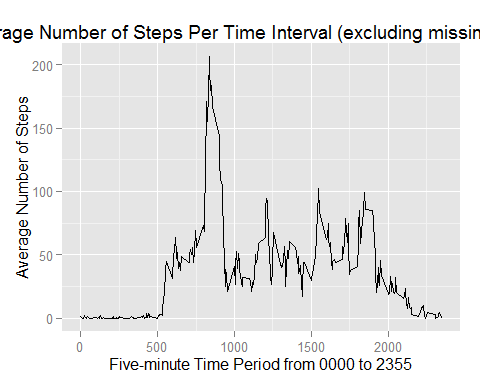 rage Number of Steps Per Time Interval (excluding missin
Average Number of Steps
200
150
100
50
0
0 500 1000 1500 2000
Five-minute Time Period from 0000 to 2355